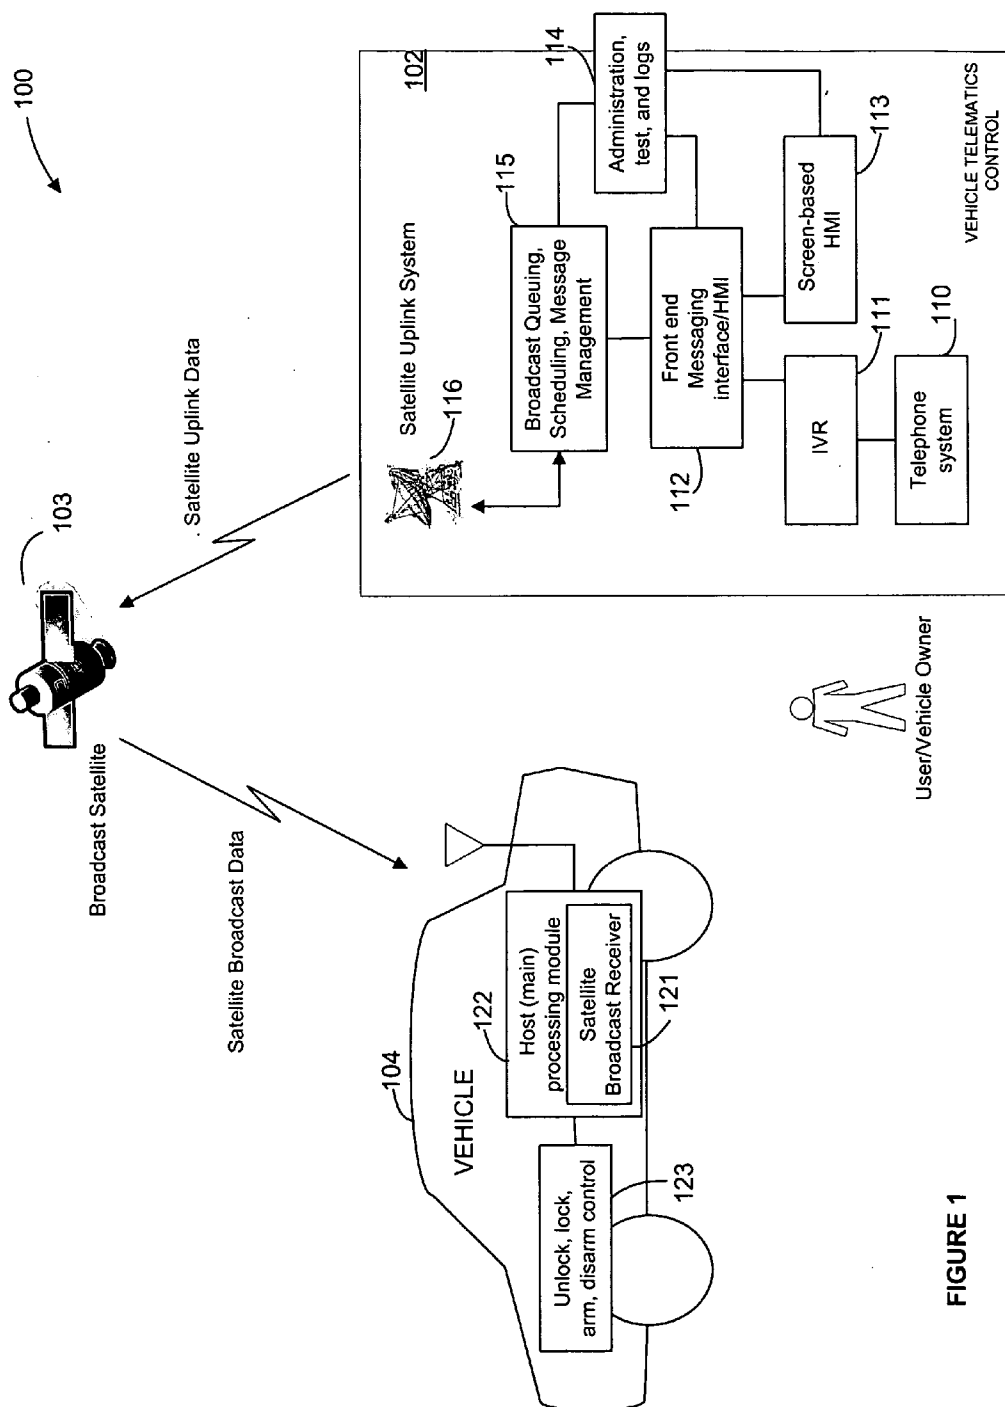 100
103
Broadcast Satellite
Satellite Uplink Data
Satellite Broadcast Data
104
VEHICLE
122
Host (main)
processing module
Satellite
Broadcast Receiver
121
Unlock, lock,
arm, disarm control
123
User/Vehicle Owner
102
Satellite Uplink System
116
115
Broadcast Queuing,
Scheduling, Message
Management
114
Administration,
test, and logs
Front end
Messaging
interface/HMI
112
IVR
111
Screen-based
HMI
113
Telephone
system
110
VEHICLE TELEMATICS
CONTROL
FIGURE 1